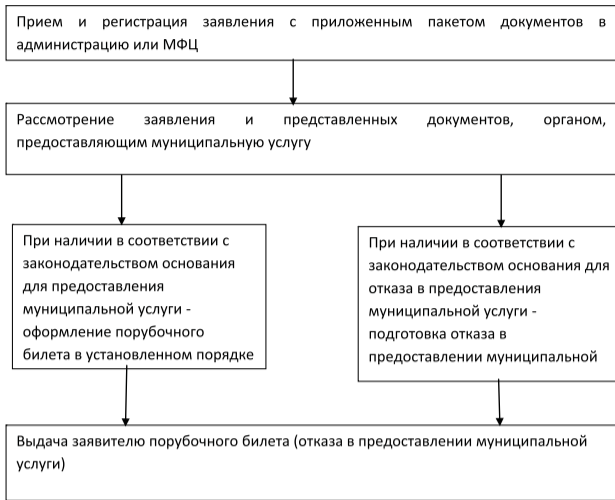 Прием и регистрация заявления с приложенным пакетом документов в
администрацию или МФЦ
Рассмотрение заявления и представленных документов, органом,
предоставляющим муниципальную услугу
При наличии в соответствии с
законодательством основания
для предоставления
муниципальной услуги -
оформление порубочного
билета в установленном порядке
При наличии в соответствии с
законодательством основания для
отказа в предоставления
муниципальной услуги -
подготовка отказа в
предоставлении муниципальной
Выдача заявителю порубочного билета (отказа в предоставлении муниципальной
услуги)